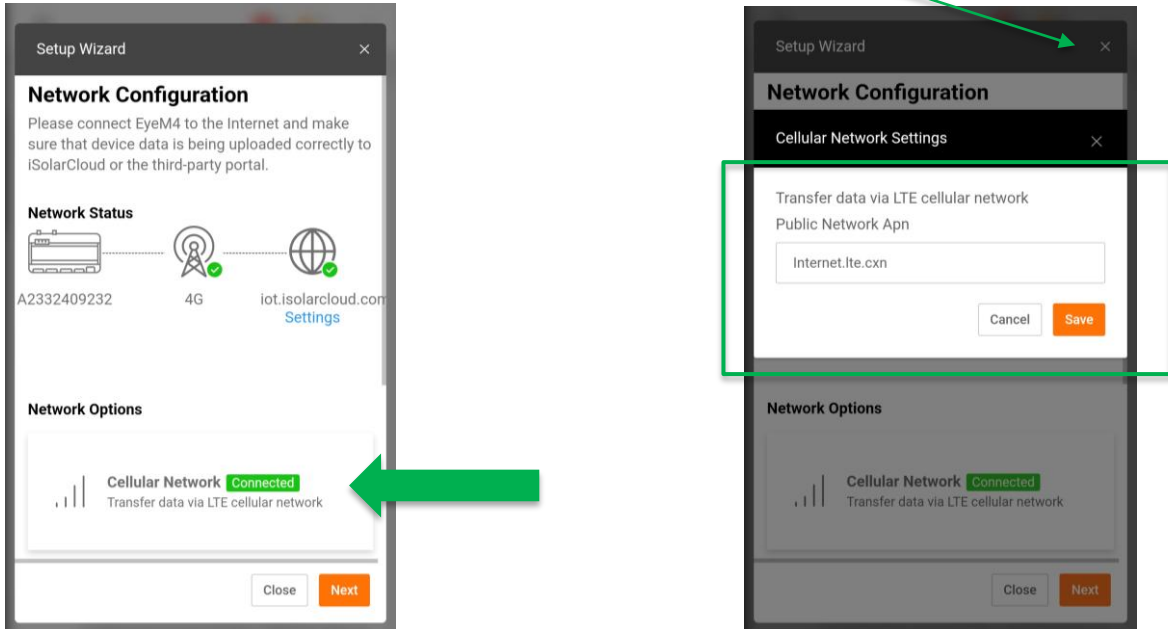 Setup Wizard ×
Network Configuration
Please connect EyeM4 to the Internet and make
sure that device data is being uploaded correctly to
iSolarCloud or the third-party portal.
Network Status
A2332409232 4G iot.isolarcloud.com
Settings
Network Options
Cellular Network Connected
Transfer data via LTE cellular network
Close Next
Setup Wizard ×
Network Configuration
Cellular Network Settings ×
Transfer data via LTE cellular network
Public Network Apn
Internet.lte.cxn
Cancel Save
Network Options
Cellular Network Connected
Transfer data via LTE cellular network
Close Next